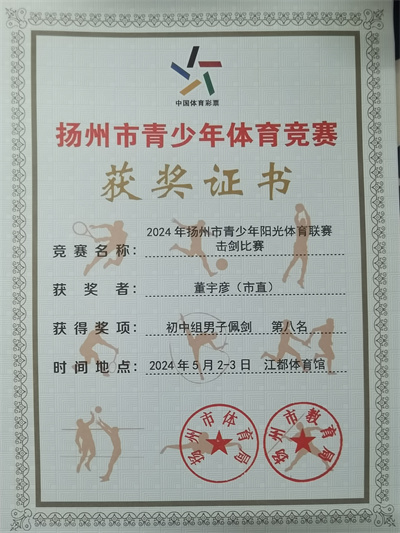 中国体育彩票
扬州市青少年体育竞赛
获奖证书
竞赛名称：2024年扬州市青少年阳光体育联赛
击剑比赛
获奖者：董宇彦（市直）
获得奖项：初中组男子佩剑 第八名
时间地点：2024年5月2-3日 江都体育馆
扬州市体育局
扬州市教育局